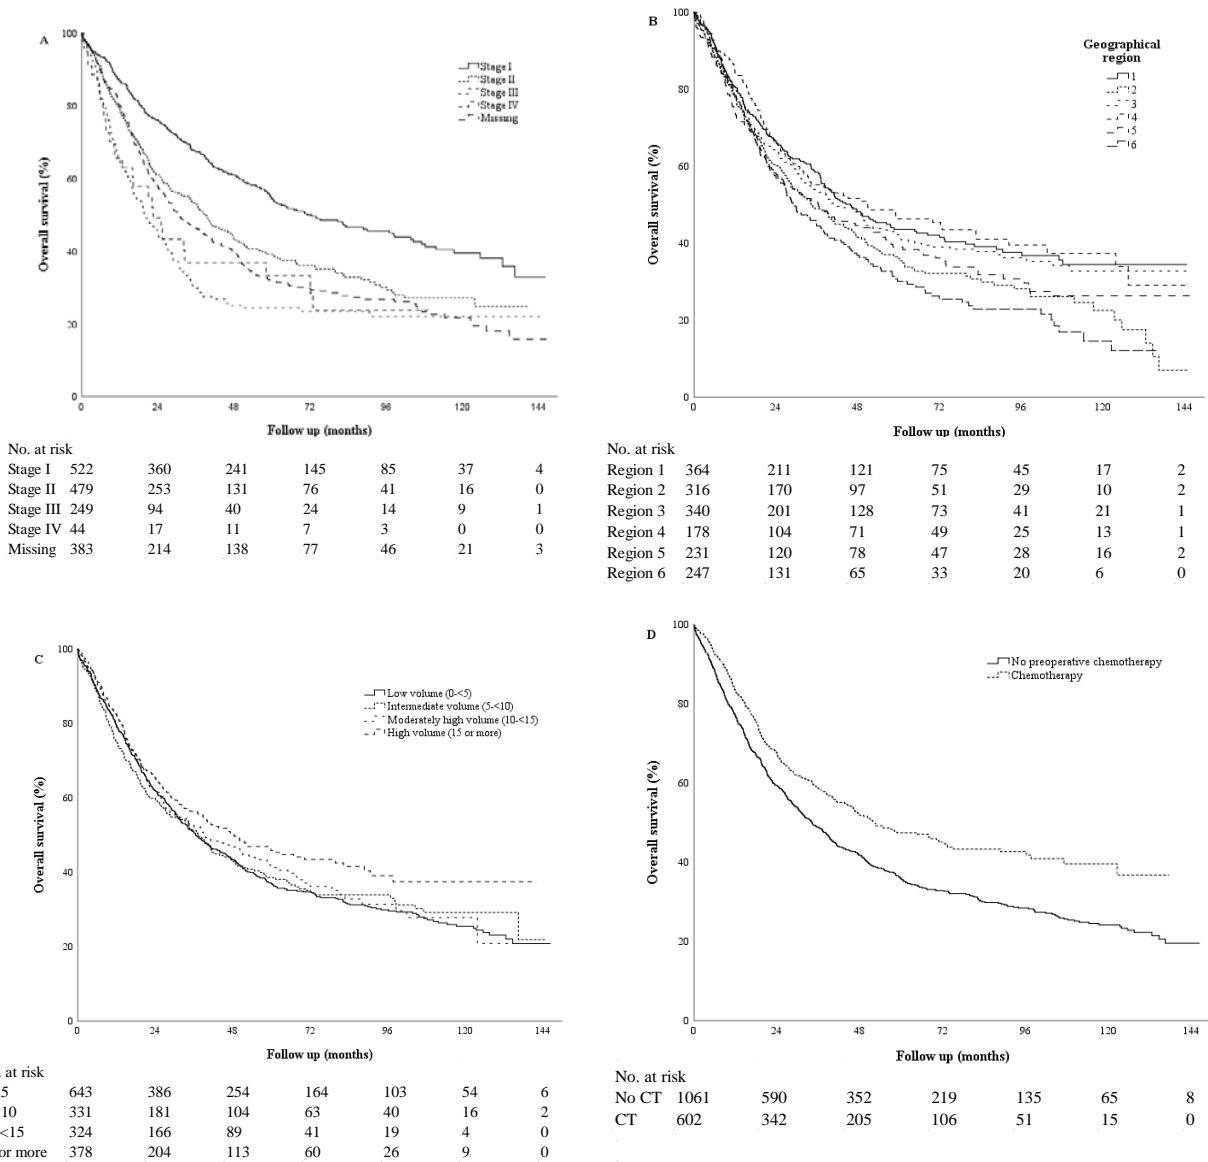 A
100
80
60
40
20
0
Overall survival (%)
Stage I
Stage II
Stage III
Stage IV
Missing
0 24 48 72 96 120 144
Follow up (months)
No. at risk
Stage I 522 360 241 145 85 37 4
Stage II 479 253 131 76 41 16 0
Stage III 249 94 40 24 14 9 1
Stage IV 44 17 11 7 3 0 0
Missing 383 214 138 77 46 21 3
B
100
80
60
40
20
0
Overall survival (%)
Geographical
region
1
2
3
4
5
6
0 24 48 72 96 120 144
Follow up (months)
No. at risk
Region 1 364 211 121 75 45 17 2
Region 2 316 170 97 51 29 10 2
Region 3 340 201 128 73 41 21 1
Region 4 178 104 71 49 25 13 1
Region 5 231 120 78 47 28 16 2
Region 6 247 131 65 33 20 6 0
C
100
80
60
40
20
0
Overall survival (%)
Low volume (0-<5)
Intermediate volume (5-<10)
Moderately high volume (10-<15)
High volume (15 or more)
0 24 48 72 96 120 144
Follow up (months)
. at risk
5 643 386 254 164 103 54 6
10 331 181 104 63 40 16 2
<15 324 166 89 41 19 4 0
or more 378 204 113 60 26 9 0
D
100
80
60
40
20
0
Overall survival (%)
No preoperative chemotherapy
Chemotherapy
0 24 48 72 96 120 144
Follow up (months)
No. at risk
No CT 1061 590 352 219 135 65 8
CT 602 342 205 106 51 15 0